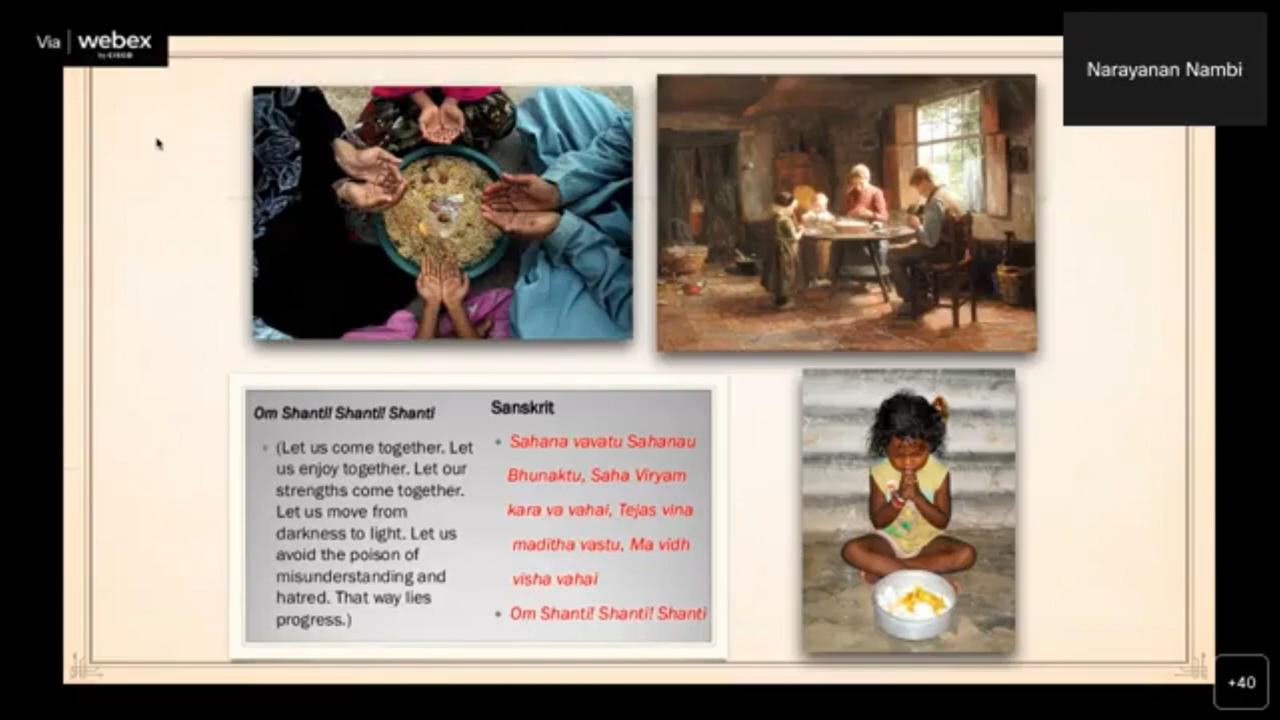 Via | webex
by CISCO
Narayanan Nambi
Om Shanti! Shanti! Shanti
(Let us come together. Let
us enjoy together. Let our
strengths come together.
Let us move from
darkness to light. Let us
avoid the poison of
misunderstanding and
hatred. That way lies
progress.)
Sanskrit
Sahana vavatu Sahanau
Bhunaktu, Saha Viryam
kara va vahai, Tejas vina
maditha vastu, Ma vidh
visha vahai
Om Shanti! Shanti! Shanti
+40